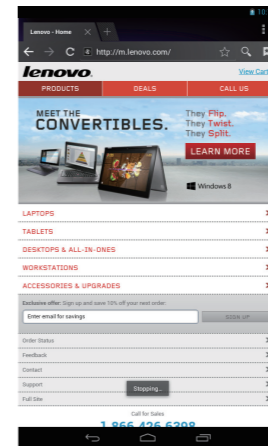 10
Lenovo - Home
http://m.lenovo.com/
lenovo
View Cart
PRODUCTS DEALS CALL US
MEET THE
CONVERTIBLES.
They Flip.
They Twist.
They Split.
LEARN MORE
Windows 8
LAPTOPS
TABLETS
DESKTOPS & ALL-IN-ONES
WORKSTATIONS
ACCESSORIES & UPGRADES
Exclusive offer: Sign up and save 10% off your next order:
Enter email for savings SIGN UP
Order Status
Feedback
Contact
Support
Stopping...
Full Site
Call for Sales
1-866-426-6398